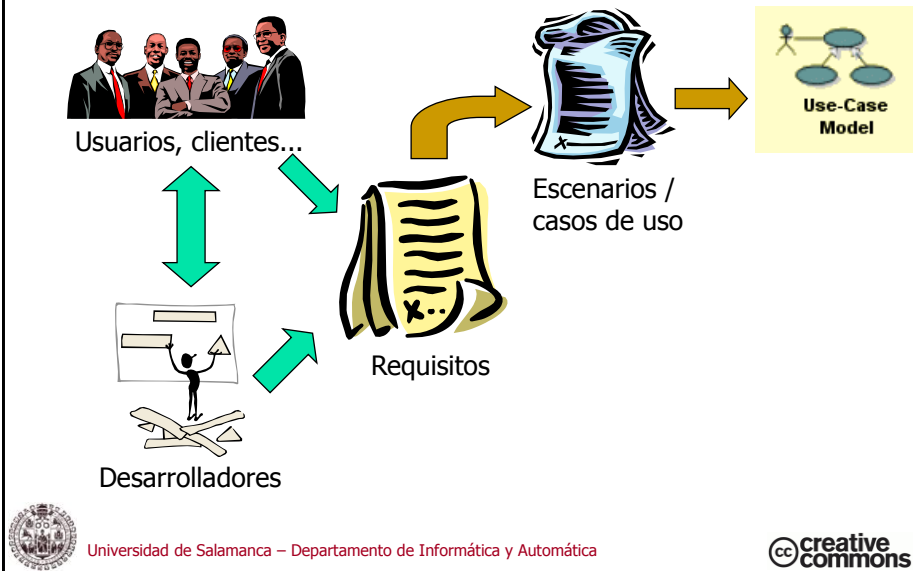 Usuarios, clientes...
Use-Case
Model
Escenarios /
casos de uso
Requisitos
Desarrolladores
Universidad de Salamanca – Departamento de Informática y Automática
cc creative
commons